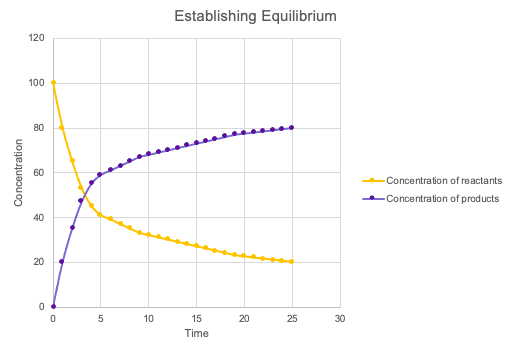 Establishing Equilibrium
120
100
80
60
40
20
0
Concentration
0 5 10 15 20 25 30
Time
Concentration of reactants
Concentration of products